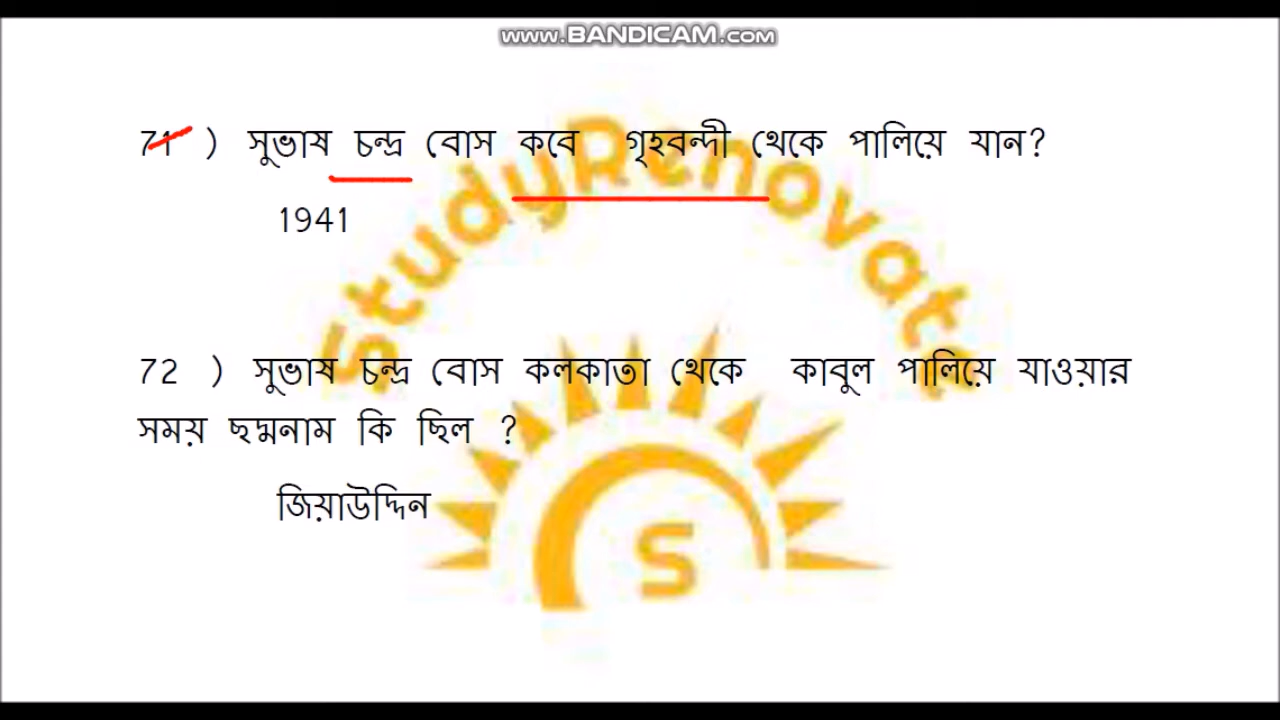 www.BANDICAM.com
71 ) সুভাষ চন্দ্র বোস কবে গৃহবন্দী থেকে পালিয়ে যান?
1941
StudyRenovate
72 ) সুভাষ চন্দ্র বোস কলকাতা থেকে কাবুল পালিয়ে যাওয়ার
সময় ছদ্মনাম কি ছিল ?
জিয়াউদ্দিন
S